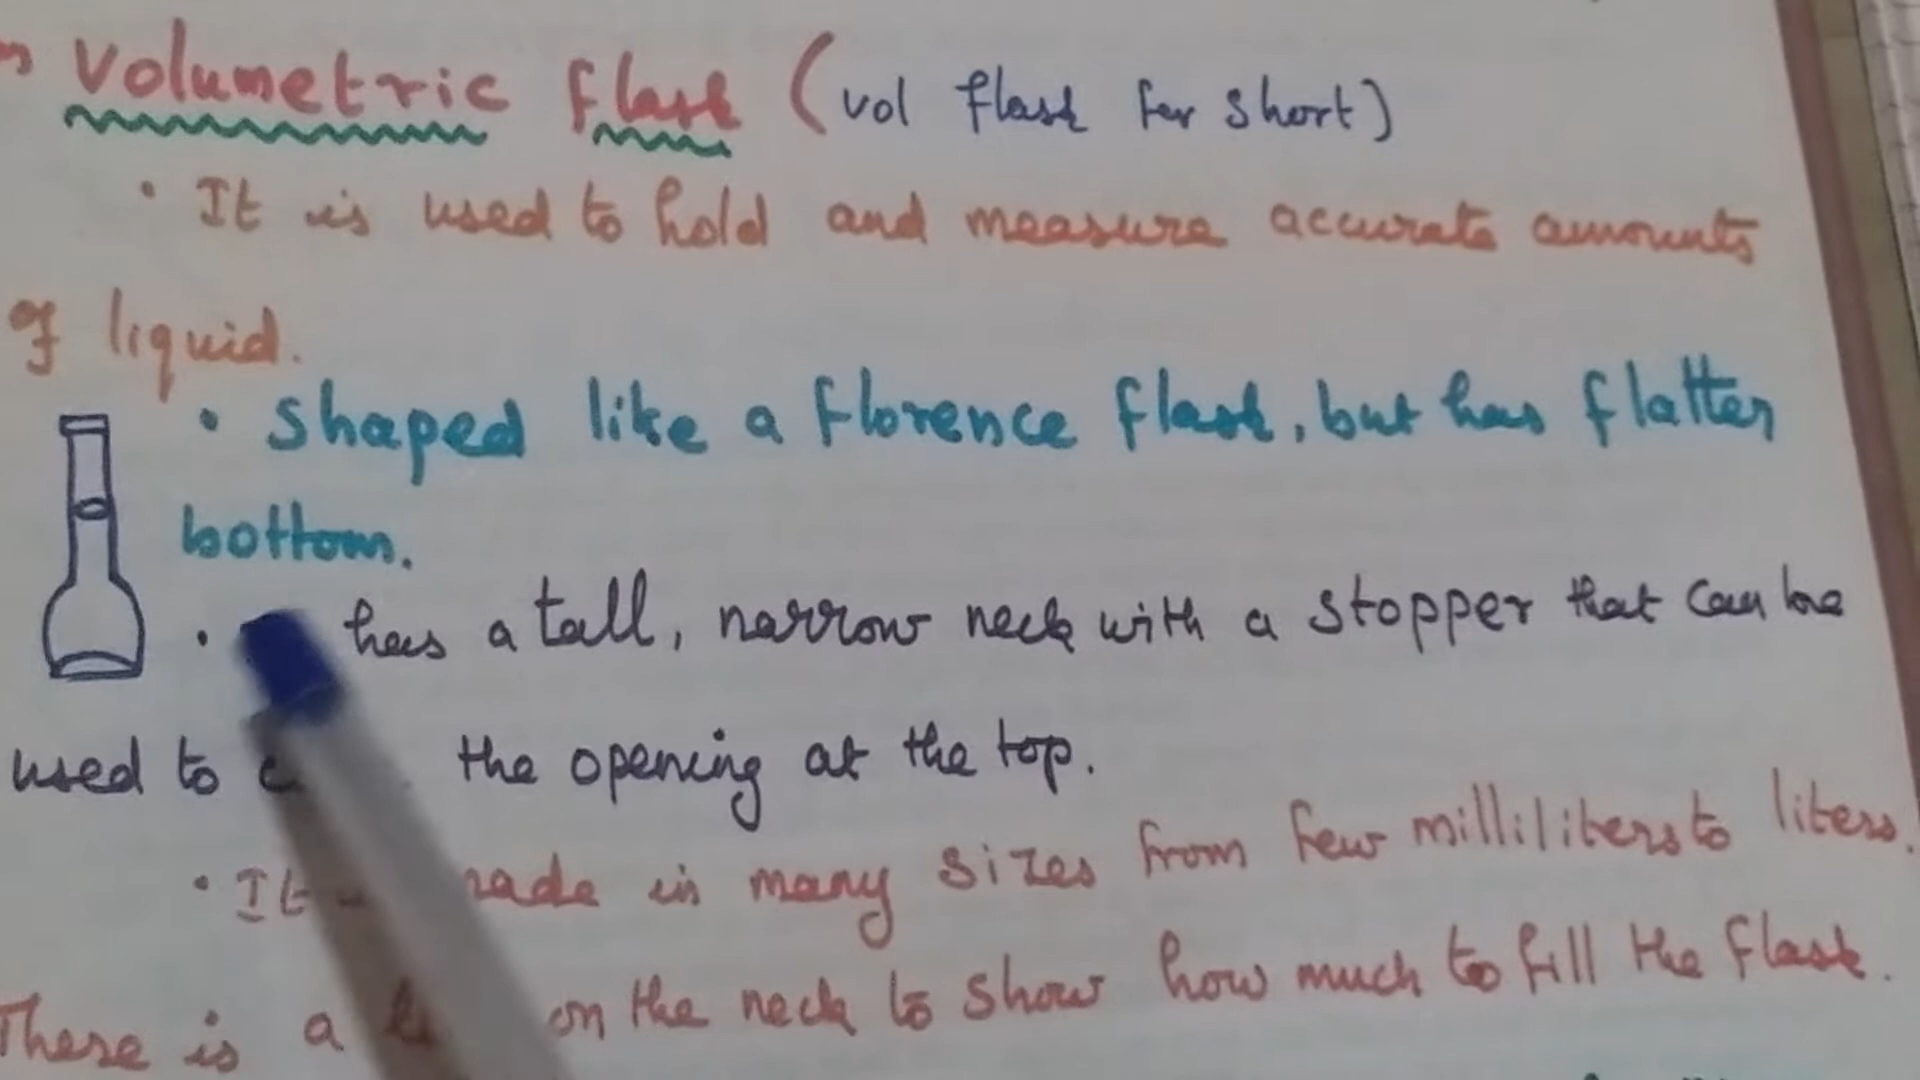 Volumetric flask (vol flask for short)
• It is used to hold and measure accurate amounts
of liquid.
• shaped like a florence flask, but has flatter
bottom.
• has a tall, narrow neck with a stopper that can be
used to the opening at the top.
• It made in many sizes from few milliliters to liters.
There is a on the neck to show how much to fill the flask.